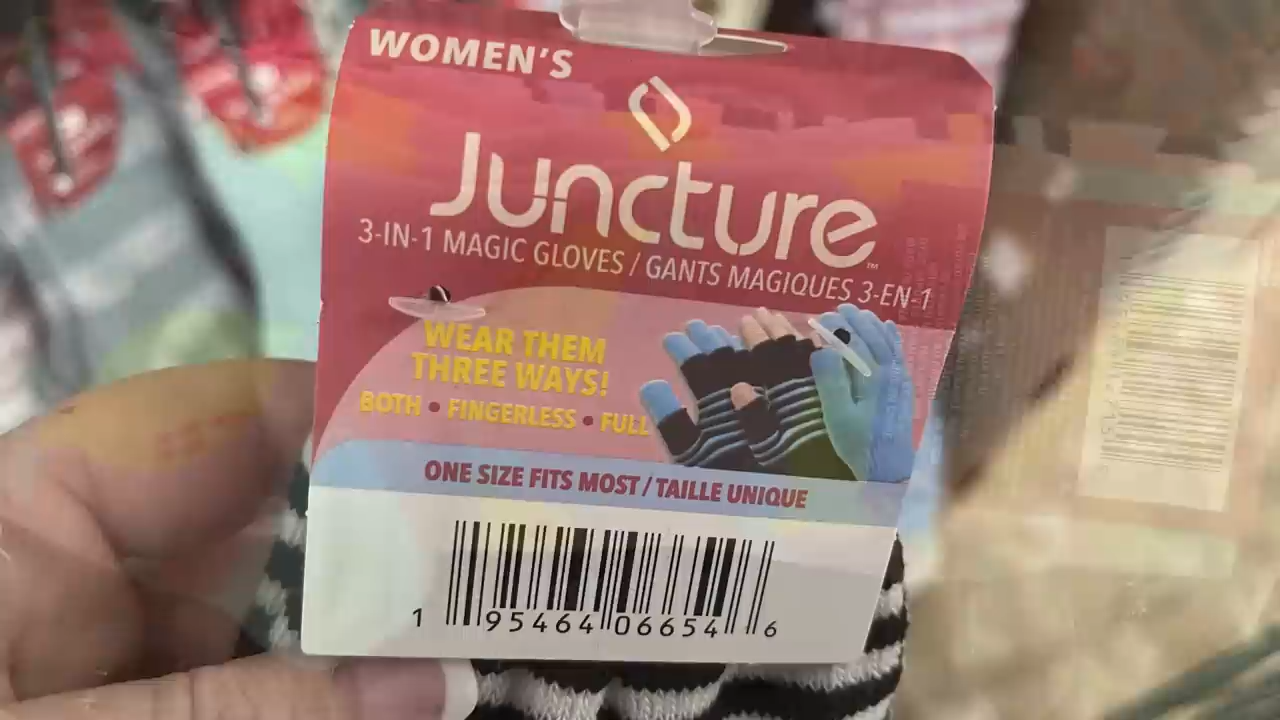 WOMEN'S
Juncture™
3-IN-1 MAGIC GLOVES / GANTS MAGIQUES 3-EN-1
WEAR THEM
THREE WAYS!
BOTH • FINGERLESS • FULL
ONE SIZE FITS MOST / TAILLE UNIQUE
1 95464 06654 6